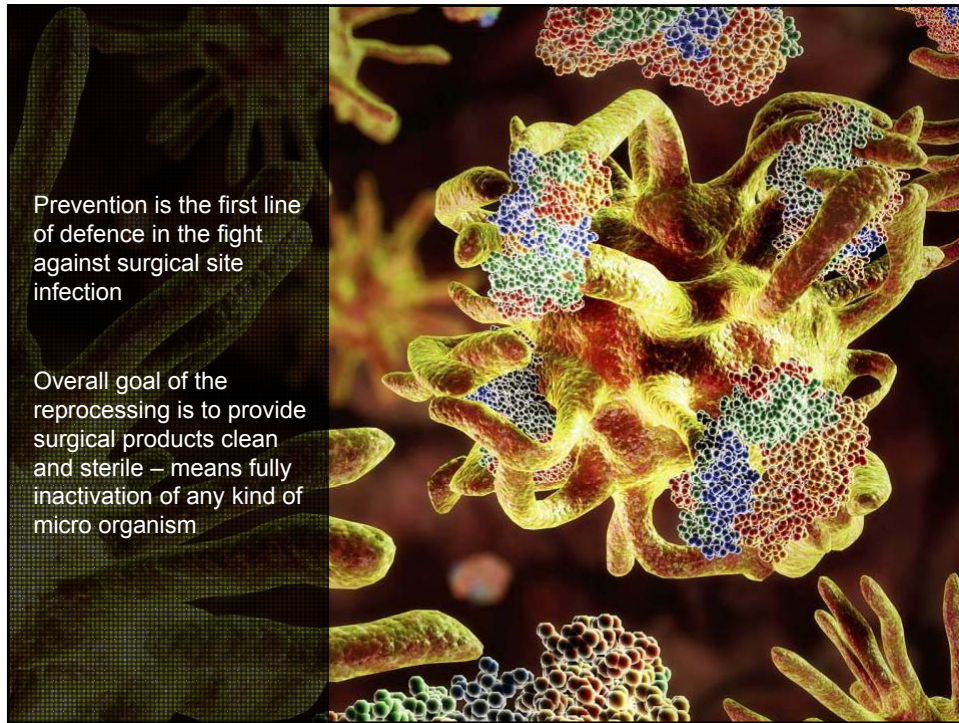 Prevention is the first line
of defence in the fight
against surgical site
infection
Overall goal of the
reprocessing is to provide
surgical products clean
and sterile – means fully
inactivation of any kind of
micro organism